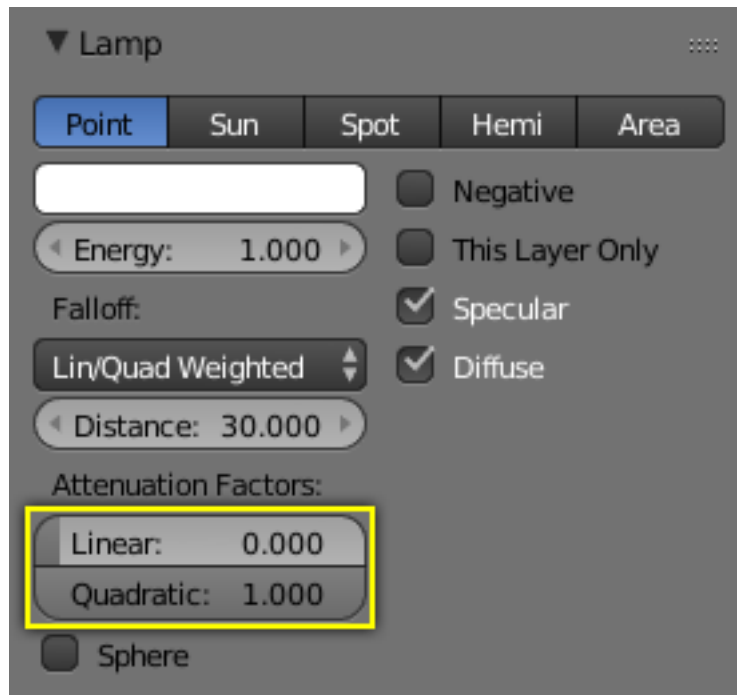 Lamp
Point Sun Spot Hemi Area
Negative
Energy: 1.000 This Layer Only
Falloff: Specular
Lin/Quad Weighted Diffuse
Distance: 30.000
Attenuation Factors:
Linear: 0.000
Quadratic: 1.000
Sphere